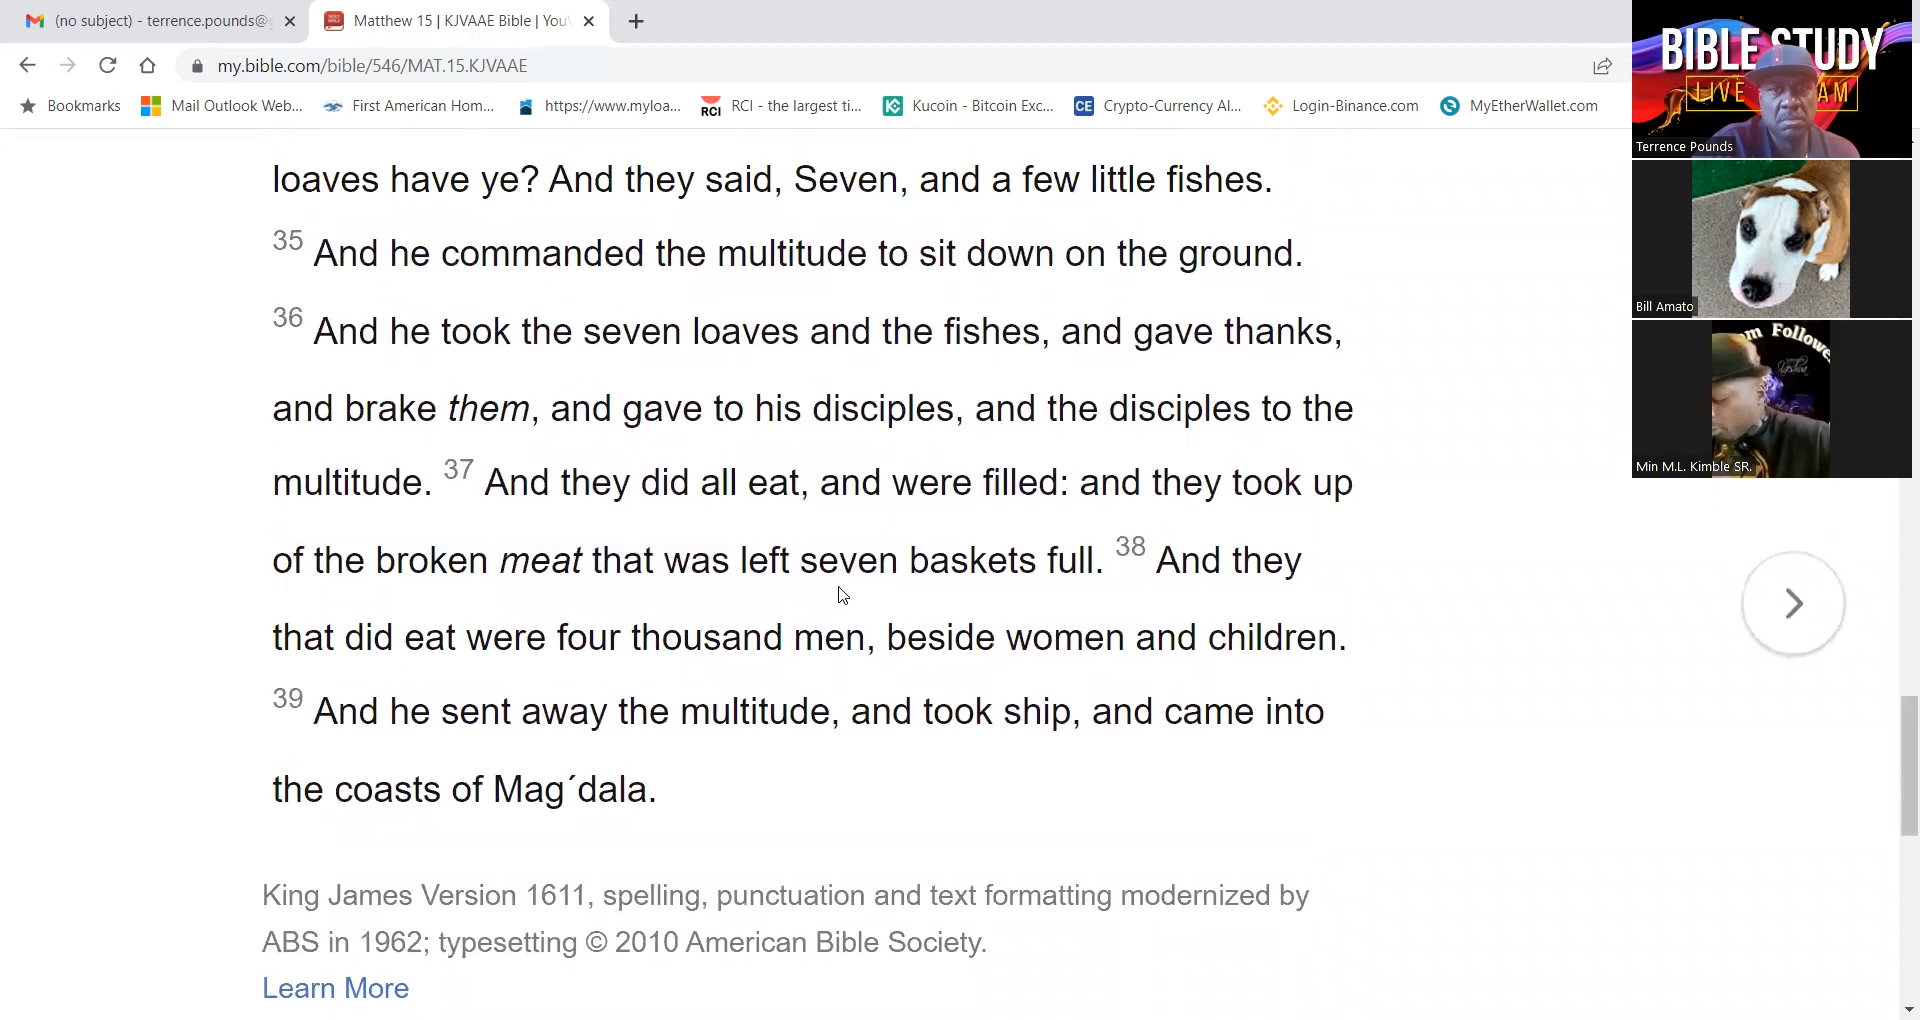 (no subject) - terrence.pounds@
Matthew 15 | KJVAAE Bible | You
my.bible.com/bible/546/MAT.15.KJVAAE
Bookmarks
Mail Outlook Web...
First American Hom...
https://www.myloa...
RCI
RCI - the largest ti...
Kucoin - Bitcoin Exc...
CE
Crypto-Currency Al...
Login-Binance.com
MyEtherWallet.com
loaves have ye? And they said, Seven, and a few little fishes.
35 And he commanded the multitude to sit down on the ground.
36 And he took the seven loaves and the fishes, and gave thanks,
and brake them, and gave to his disciples, and the disciples to the
multitude. 37 And they did all eat, and were filled: and they took up
of the broken meat that was left seven baskets full. 38 And they
that did eat were four thousand men, beside women and children.
39 And he sent away the multitude, and took ship, and came into
the coasts of Mag´dala.
King James Version 1611, spelling, punctuation and text formatting modernized by
ABS in 1962; typesetting © 2010 American Bible Society.
Learn More
BIBLE STUDY
LIVE AM
Terrence Pounds
Bill Amato
m Followe
Yeshua
Min M.L. Kimble SR.